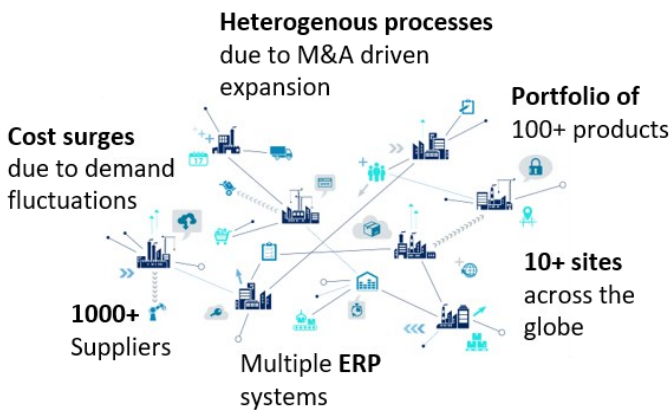 Heterogenous processes
due to M&A driven
expansion
Portfolio of
100+ products
Cost surges
due to demand
fluctuations
17
10+ sites
across the
globe
1000+
Suppliers
Multiple ERP
systems